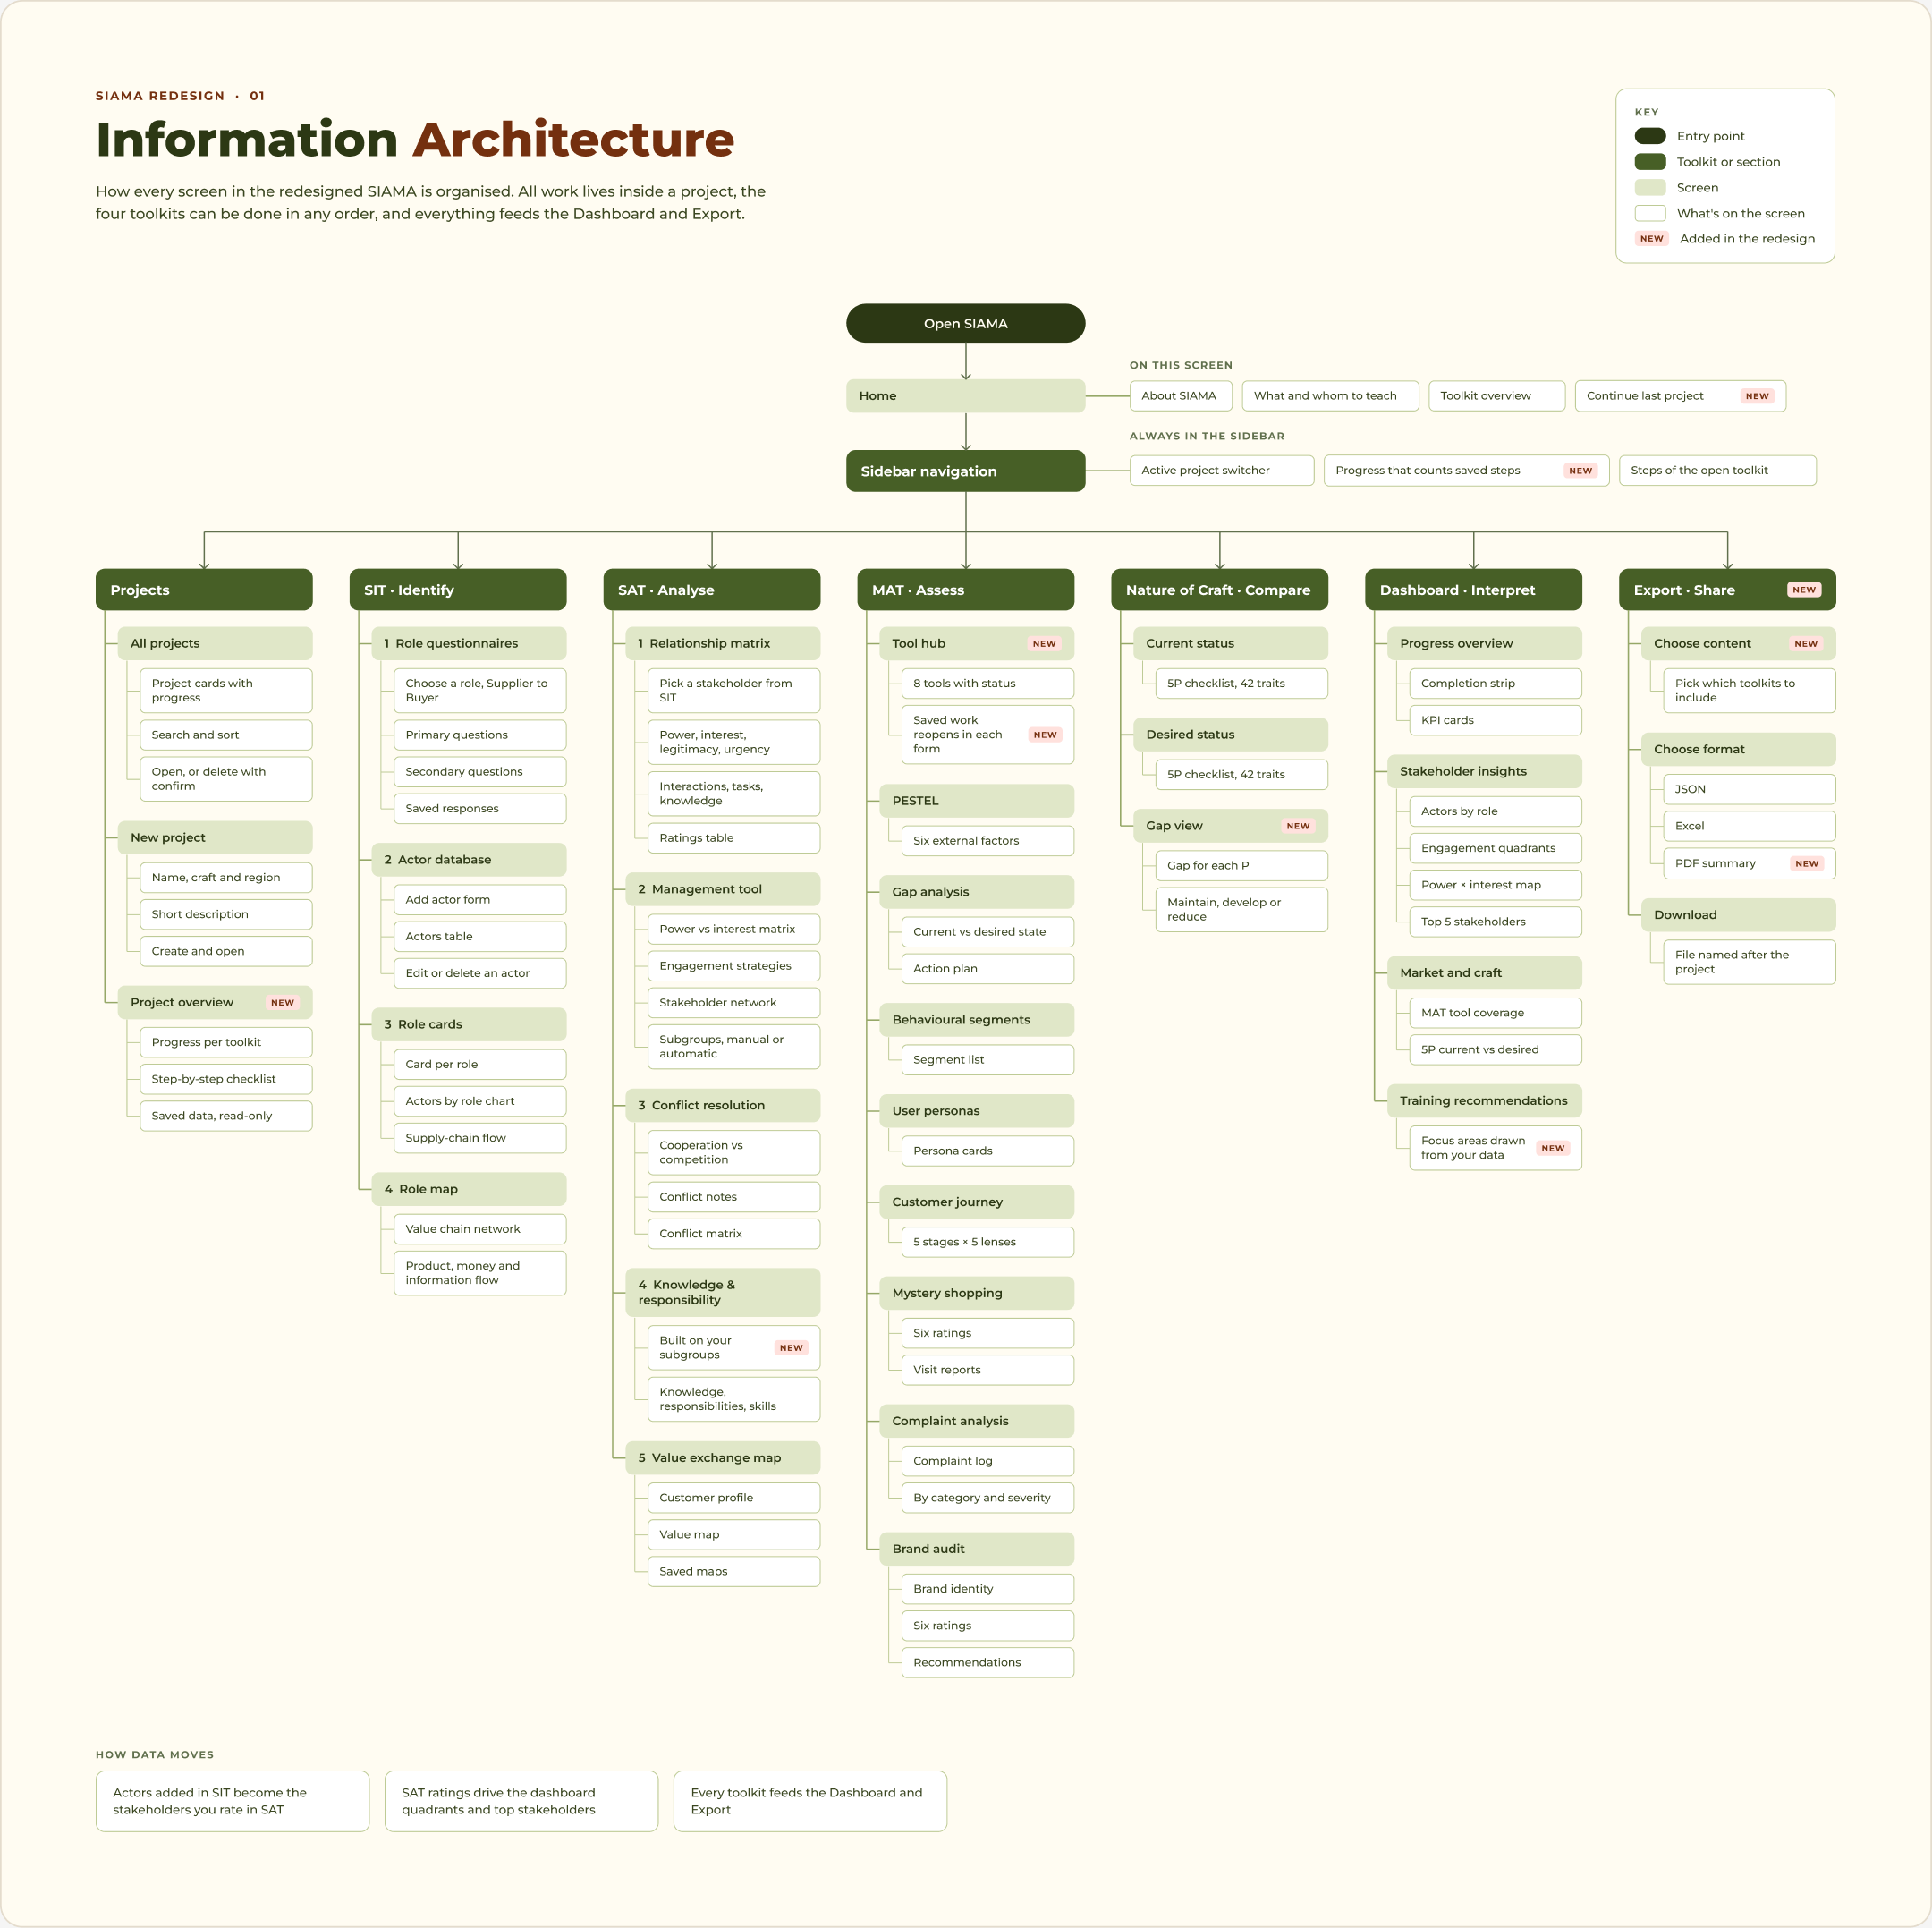 SIAMA REDESIGN · 01
Information Architecture
How every screen in the redesigned SIAMA is organised. All work lives inside a project, the
four toolkits can be done in any order, and everything feeds the Dashboard and Export.
KEY
Entry point
Toolkit or section
Screen
What's on the screen
NEW Added in the redesign
Open SIAMA
Home
ON THIS SCREEN
About SIAMA
What and whom to teach
Toolkit overview
Continue last project NEW
Sidebar navigation
ALWAYS IN THE SIDEBAR
Active project switcher
Progress that counts saved steps NEW
Steps of the open toolkit
Projects
All projects
Project cards with
progress
Search and sort
Open, or delete with
confirm
New project
Name, craft and region
Short description
Create and open
Project overview NEW
Progress per toolkit
Step-by-step checklist
Saved data, read-only
SIT · Identify
1 Role questionnaires
Choose a role, Supplier to
Buyer
Primary questions
Secondary questions
Saved responses
2 Actor database
Add actor form
Actors table
Edit or delete an actor
3 Role cards
Card per role
Actors by role chart
Supply-chain flow
4 Role map
Value chain network
Product, money and
information flow
SAT · Analyse
1 Relationship matrix
Pick a stakeholder from
SIT
Power, interest,
legitimacy, urgency
Interactions, tasks,
knowledge
Ratings table
2 Management tool
Power vs interest matrix
Engagement strategies
Stakeholder network
Subgroups, manual or
automatic
3 Conflict resolution
Cooperation vs
competition
Conflict notes
Conflict matrix
4 Knowledge &
responsibility
Built on your
subgroups NEW
Knowledge,
responsibilities, skills
5 Value exchange map
Customer profile
Value map
Saved maps
MAT · Assess
Tool hub NEW
8 tools with status
Saved work
reopens in each NEW
form
PESTEL
Six external factors
Gap analysis
Current vs desired state
Action plan
Behavioural segments
Segment list
User personas
Persona cards
Customer journey
5 stages × 5 lenses
Mystery shopping
Six ratings
Visit reports
Complaint analysis
Complaint log
By category and severity
Brand audit
Brand identity
Six ratings
Recommendations
Nature of Craft · Compare
Current status
5P checklist, 42 traits
Desired status
5P checklist, 42 traits
Gap view NEW
Gap for each P
Maintain, develop or
reduce
Dashboard · Interpret
Progress overview
Completion strip
KPI cards
Stakeholder insights
Actors by role
Engagement quadrants
Power × interest map
Top 5 stakeholders
Market and craft
MAT tool coverage
5P current vs desired
Training recommendations
Focus areas drawn
from your data NEW
Export · Share NEW
Choose content NEW
Pick which toolkits to
include
Choose format
JSON
Excel
PDF summary NEW
Download
File named after the
project
HOW DATA MOVES
Actors added in SIT become the
stakeholders you rate in SAT
SAT ratings drive the dashboard
quadrants and top stakeholders
Every toolkit feeds the Dashboard and
Export